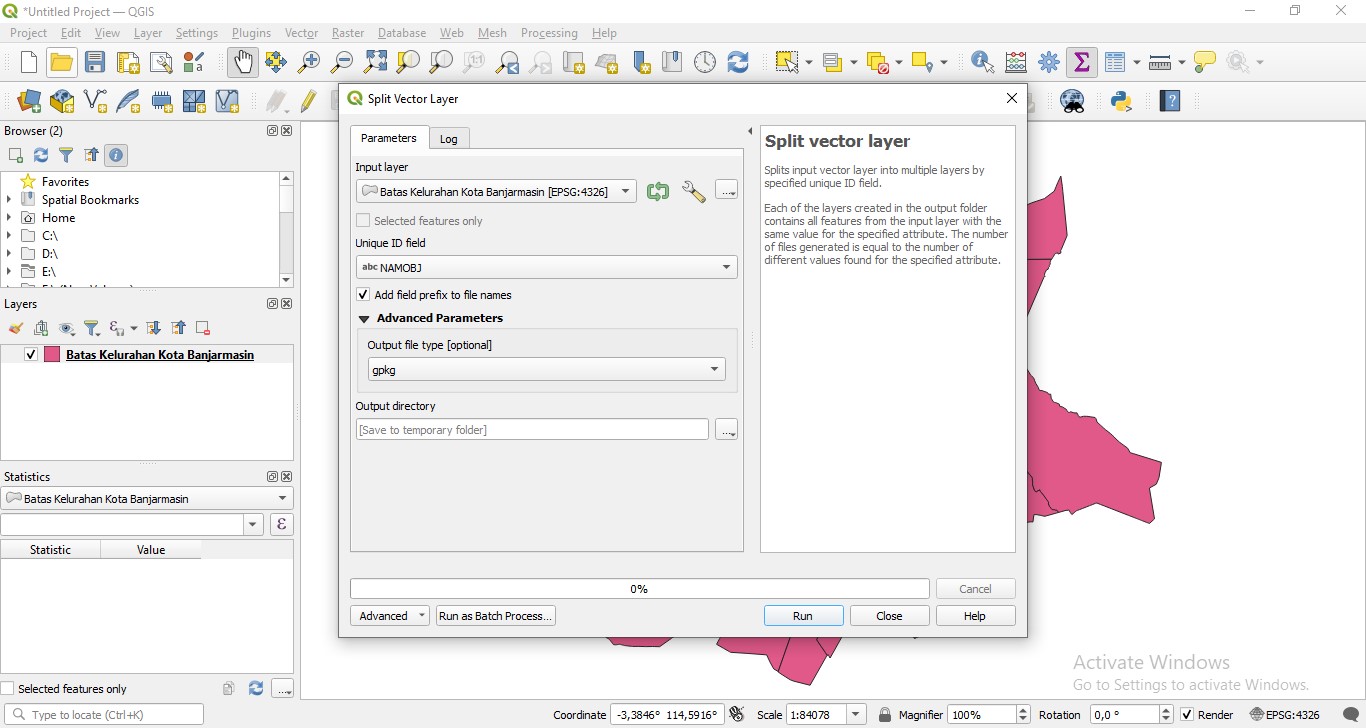 *Untitled Project — QGIS
Project Edit View Layer Settings Plugins Vector Raster Database Web Mesh Processing Help
Browser (2)
Favorites
Spatial Bookmarks
Home
C:\
D:\
E:\
Layers
Batas Kelurahan Kota Banjarmasin
Statistics
Batas Kelurahan Kota Banjarmasin
Statistic Value
Selected features only
Split Vector Layer
Parameters Log
Input layer
Batas Kelurahan Kota Banjarmasin [EPSG:4326]
Selected features only
Unique ID field
abc NAMOBJ
Add field prefix to file names
Advanced Parameters
Output file type [optional]
gpkg
Output directory
[Save to temporary folder]
Split vector layer
Splits input vector layer into multiple layers by
specified unique ID field.
Each of the layers created in the output folder
contains all features from the input layer with the
same value for the specified attribute. The number
of files generated is equal to the number of
different values found for the specified attribute.
0%
Cancel
Advanced Run as Batch Process... Run Close Help
Activate Windows
Go to Settings to activate Windows.
Type to locate (Ctrl+K) Coordinate -3,3846° 114,5916° Scale 1:84078 Magnifier 100% Rotation 0,0 ° Render EPSG:4326